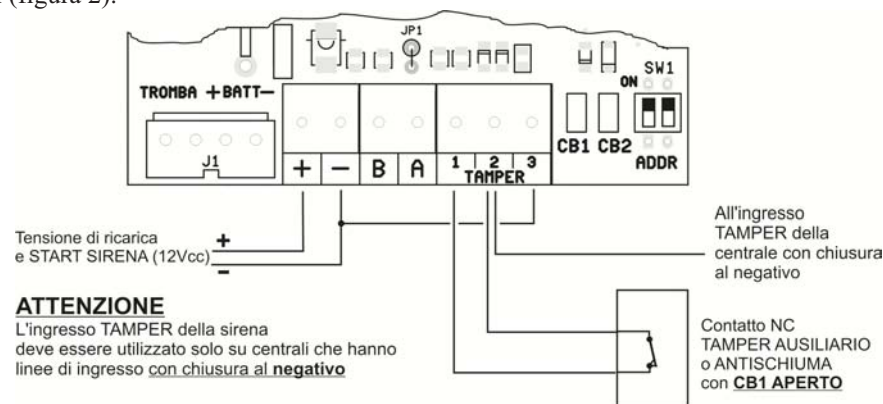 (figura 2).
JP1
SW1
ON
TROMBA +BATT-
J1
CB1 CB2
ADDR
+ - B A 1 2 3
TAMPER
Tensione di ricarica
e START SIRENA (12Vcc)
+
-
All'ingresso
TAMPER della
centrale con chiusura
al negativo
ATTENZIONE
L'ingresso TAMPER della sirena
deve essere utilizzato solo su centrali che hanno
linee di ingresso con chiusura al negativo
Contatto NC
TAMPER AUSILIARIO
o ANTISCHIUMA
con CB1 APERTO